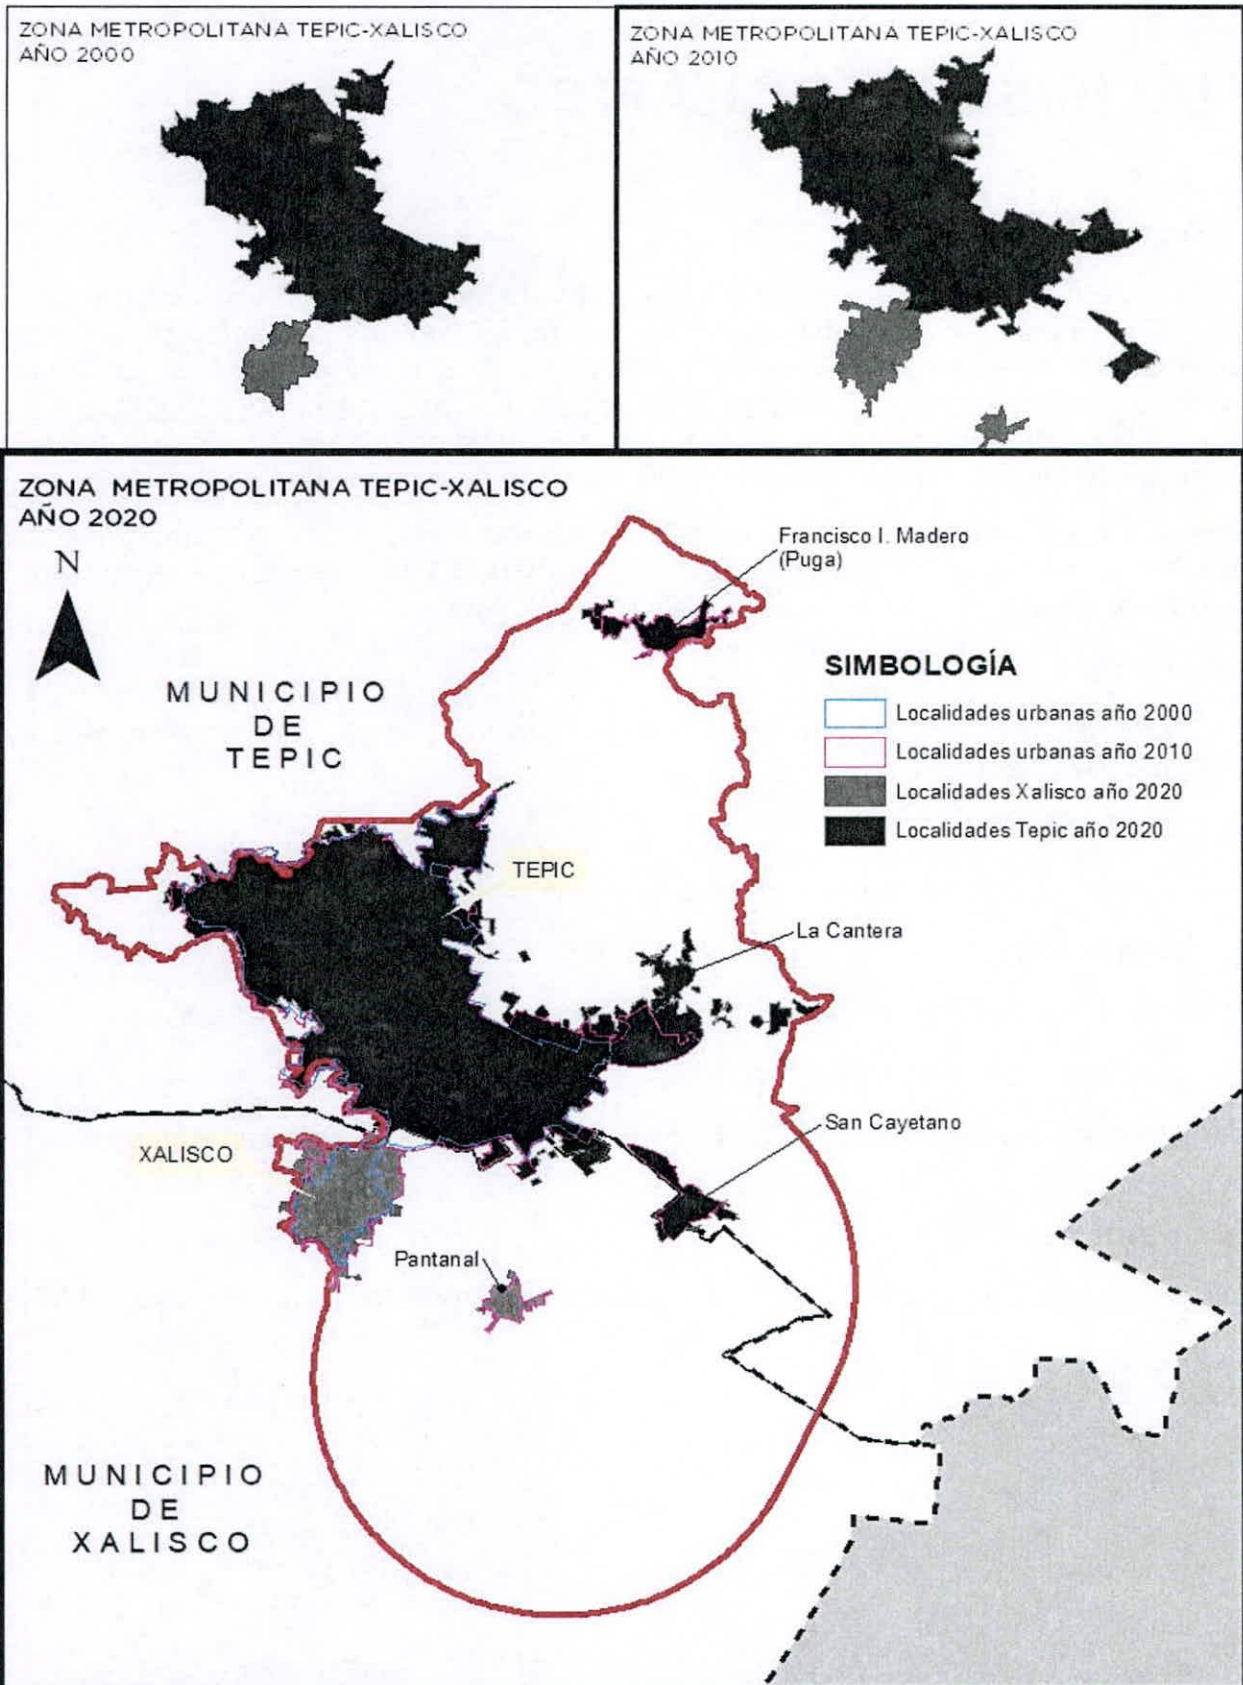 ZONA METROPOLITANA TEPIC-XALISCO
AÑO 2000
ZONA METROPOLITANA TEPIC-XALISCO
AÑO 2010
ZONA METROPOLITANA TEPIC-XALISCO
AÑO 2020
N
Francisco I. Madero
(Puga)
MUNICIPIO
DE
TEPIC
SIMBOLOGÍA
Localidades urbanas año 2000
Localidades urbanas año 2010
Localidades Xalisco año 2020
Localidades Tepic año 2020
TEPIC
La Cantera
San Cayetano
XALISCO
Pantanal
MUNICIPIO
DE
XALISCO